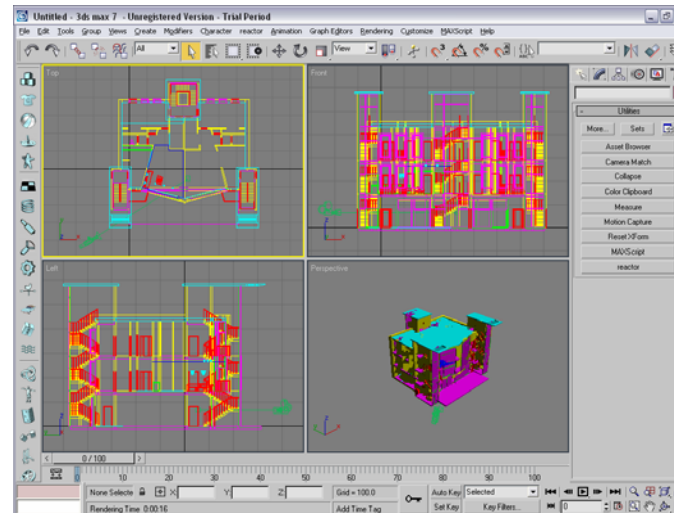 Untitled - 3ds max 7 - Unregistered Version - Trial Period
File Edit Tools Group Views Create Modifiers Character reactor Animation Graph Editors Rendering Customize MAXScript Help
All
View
Top
Front
Left
Perspective
Utilities
More...
Sets
Asset Browser
Camera Match
Collapse
Color Clipboard
Measure
Motion Capture
Reset XForm
MAXScript
reactor
0 / 100
0 10 20 30 40 50 60 70 80 90 100
None Selecte X: Y: Z: Grid = 100.0 Auto Key Selected
Rendering Time 0:00:16 Add Time Tag Set Key Key Filters... 0